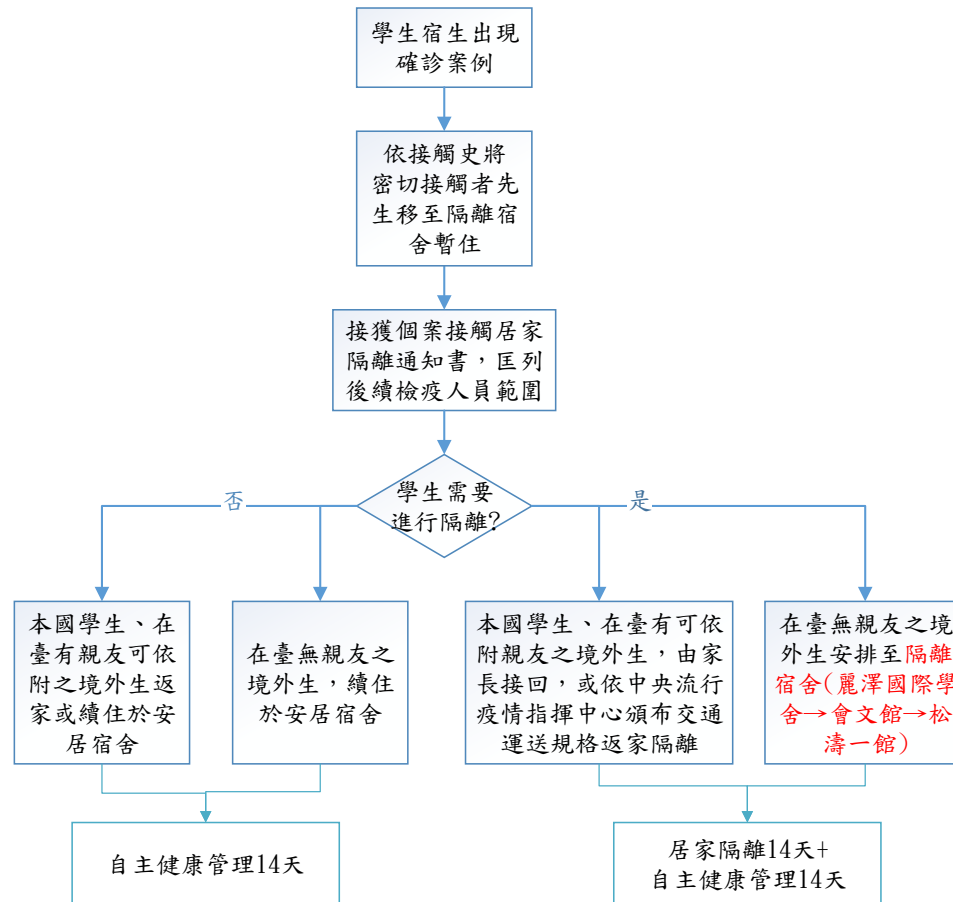 學生宿生出現
確診案例
依接觸史將
密切接觸者先
生移至隔離宿
舍暫住
接獲個案接觸居家
隔離通知書，匡列
後續檢疫人員範圍
學生需要
進行隔離?
否
是
本國學生、在
臺有親友可依
附之境外生返
家或續住於安
居宿舍
在臺無親友之
境外生，續住
於安居宿舍
本國學生、在臺有可依
附親友之境外生，由家
長接回，或依中央流行
疫情指揮中心頒布交通
運送規格返家隔離
在臺無親友之境
外生安排至隔離
宿舍(麗澤國際學
舍→會文館→松
濤一館)
自主健康管理14天
居家隔離14天+
自主健康管理14天